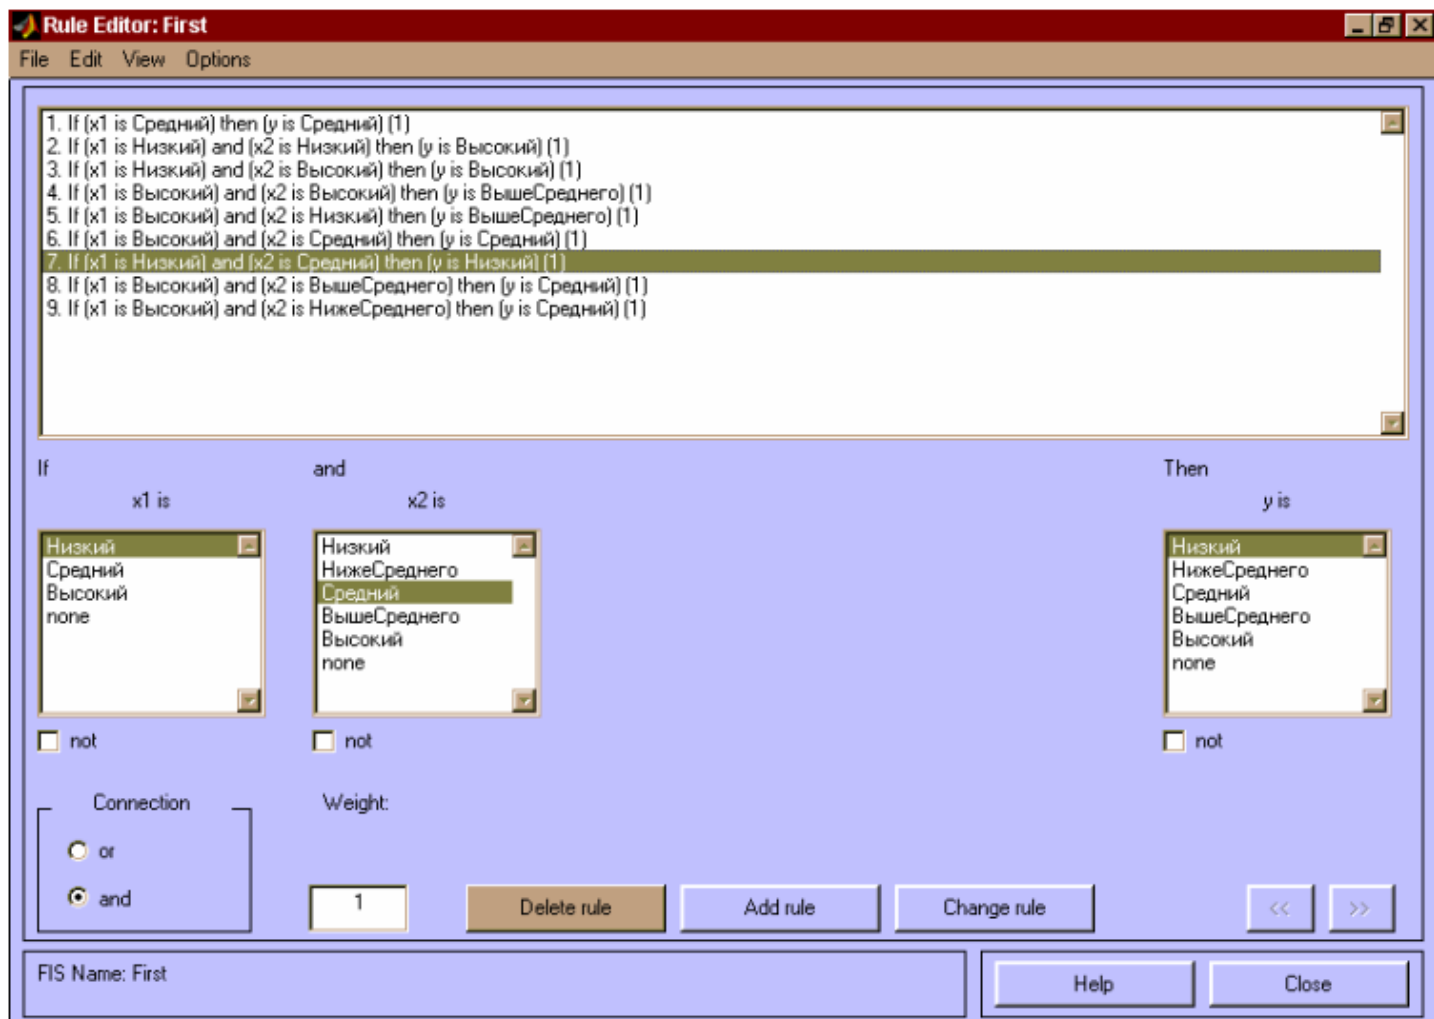 Rule Editor: First
File Edit View Options
1. If (x1 is Средний) then (y is Средний) (1)
2. If (x1 is Низкий) and (x2 is Низкий) then (y is Высокий) (1)
3. If (x1 is Низкий) and (x2 is Высокий) then (y is Высокий) (1)
4. If (x1 is Высокий) and (x2 is Высокий) then (y is ВышеСреднего) (1)
5. If (x1 is Высокий) and (x2 is Низкий) then (y is ВышеСреднего) (1)
6. If (x1 is Высокий) and (x2 is Средний) then (y is Средний) (1)
7. If (x1 is Низкий) and (x2 is Средний) then (y is Низкий) (1)
8. If (x1 is Высокий) and (x2 is ВышеСреднего) then (y is Средний) (1)
9. If (x1 is Высокий) and (x2 is НижеСреднего) then (y is Средний) (1)
If and Then
x1 is x2 is y is
Низкий Низкий Низкий
Средний НижеСреднего НижеСреднего
Высокий Средний Средний
none ВышеСреднего ВышеСреднего
Высокий Высокий
none none
not not not
Connection Weight:
or
and 1 Delete rule Add rule Change rule << >>
FIS Name: First Help Close